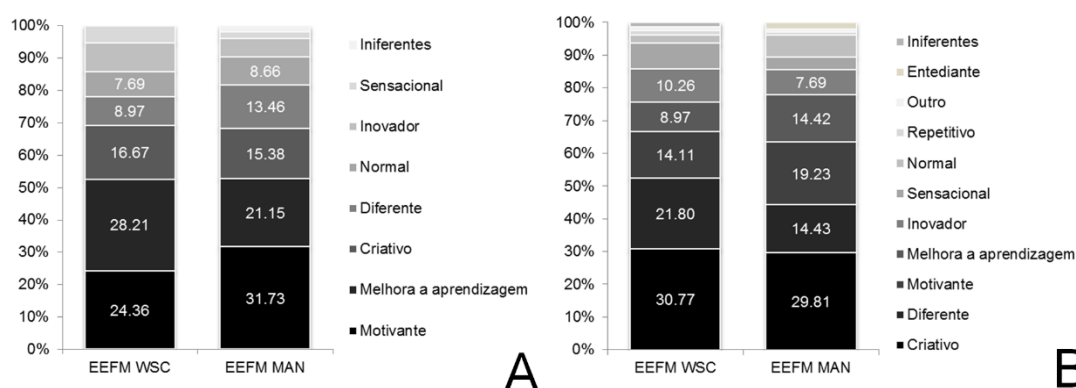 100%
90%
80%
70%
60%
50%
40%
30%
20%
10%
0%
7.69
8.97
16.67
28.21
24.36
8.66
13.46
15.38
21.15
31.73
EEFM WSC
EEFM MAN
Iniferentes
Sensacional
Inovador
Normal
Diferente
Criativo
Melhora a aprendizagem
Motivante
A
100%
90%
80%
70%
60%
50%
40%
30%
20%
10%
0%
10.26
8.97
14.11
21.80
30.77
7.69
14.42
19.23
14.43
29.81
EEFM WSC
EEFM MAN
Iniferentes
Entediante
Outro
Repetitivo
Normal
Sensacional
Inovador
Melhora a aprendizagem
Motivante
Diferente
Criativo
B